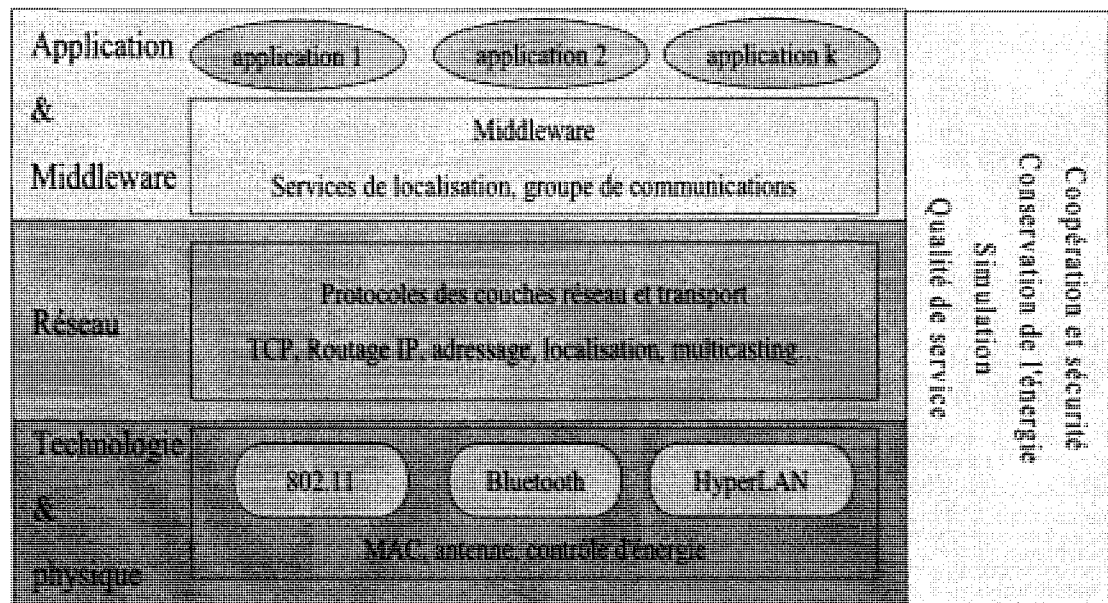 Application
&
Middleware
application 1
application 2
application k
Middleware
Services de localisation, groupe de communications
Réseau
Protocoles des couches réseau et transport
TCP, Routage IP, adressage, localisation, multicasting...
Technologie
&
physique
802.11
Bluetooth
HyperLAN
MAC, antenne, contrôle d'énergie
Coopération et sécurité
Conservation de l'énergie
Simulation
Qualité de service